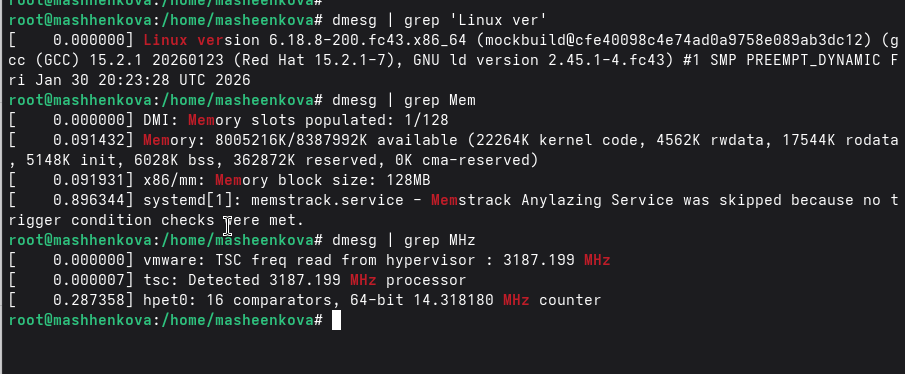 root@mashhenkova:/home/masheenkova#
root@mashhenkova:/home/masheenkova# dmesg | grep 'Linux ver'
[    0.000000] Linux version 6.18.8-200.fc43.x86_64 (mockbuild@cfe40098c4e74ad0a9758e089ab3dc12) (g
cc (GCC) 15.2.1 20260123 (Red Hat 15.2.1-7), GNU ld version 2.45.1-4.fc43) #1 SMP PREEMPT_DYNAMIC F
ri Jan 30 20:23:28 UTC 2026
root@mashhenkova:/home/masheenkova# dmesg | grep Mem
[    0.000000] DMI: Memory slots populated: 1/128
[    0.091432] Memory: 8005216K/8387992K available (22264K kernel code, 4562K rwdata, 17544K rodata
, 5148K init, 6028K bss, 362872K reserved, 0K cma-reserved)
[    0.091931] x86/mm: Memory block size: 128MB
[    0.896344] systemd[1]: memstrack.service - Memstrack Anylazing Service was skipped because no t
rigger condition checks were met.
root@mashhenkova:/home/masheenkova# dmesg | grep MHz
[    0.000000] vmware: TSC freq read from hypervisor : 3187.199 MHz
[    0.000007] tsc: Detected 3187.199 MHz processor
[    0.287358] hpet0: 16 comparators, 64-bit 14.318180 MHz counter
root@mashhenkova:/home/masheenkova#